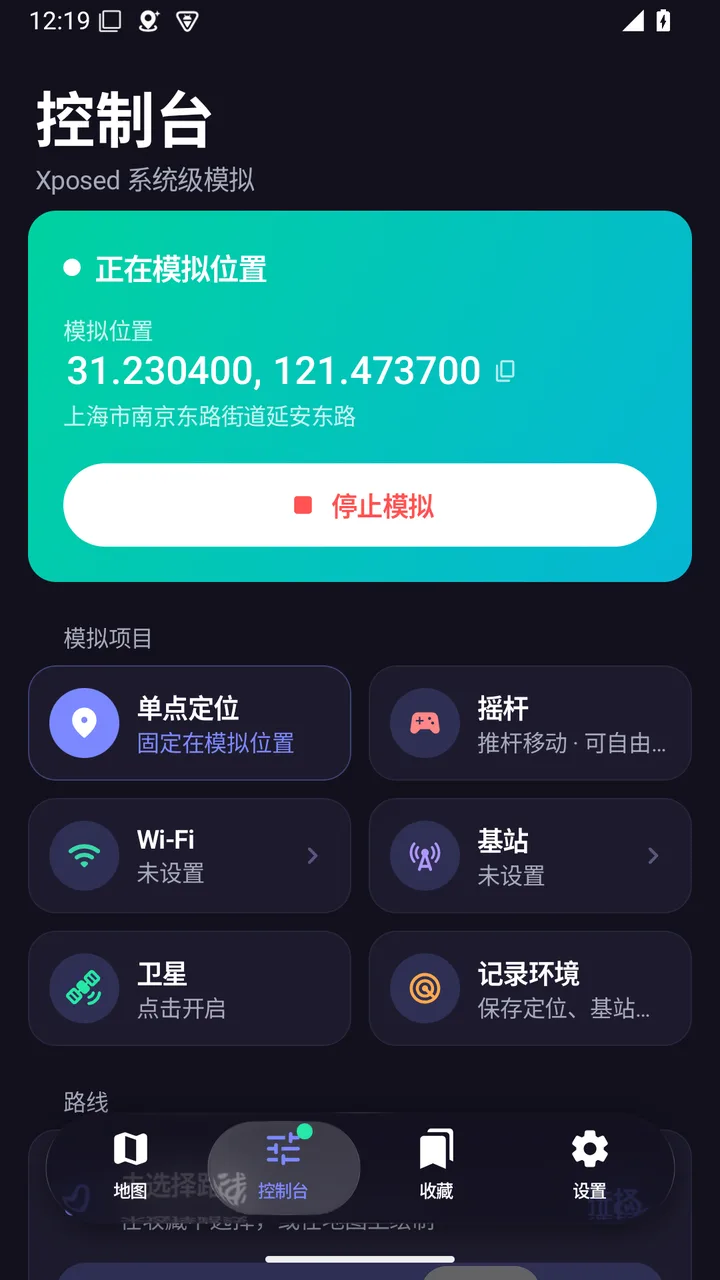 12:19
控制台
Xposed 系统级模拟
正在模拟位置
模拟位置
31.230400, 121.473700
上海市南京东路街道延安东路
停止模拟
模拟项目
单点定位
固定在模拟位置
摇杆
推杆移动 · 可自由...
Wi-Fi
未设置
基站
未设置
卫星
点击开启
记录环境
保存定位、基站...
路线
地图
控制台
收藏
设置